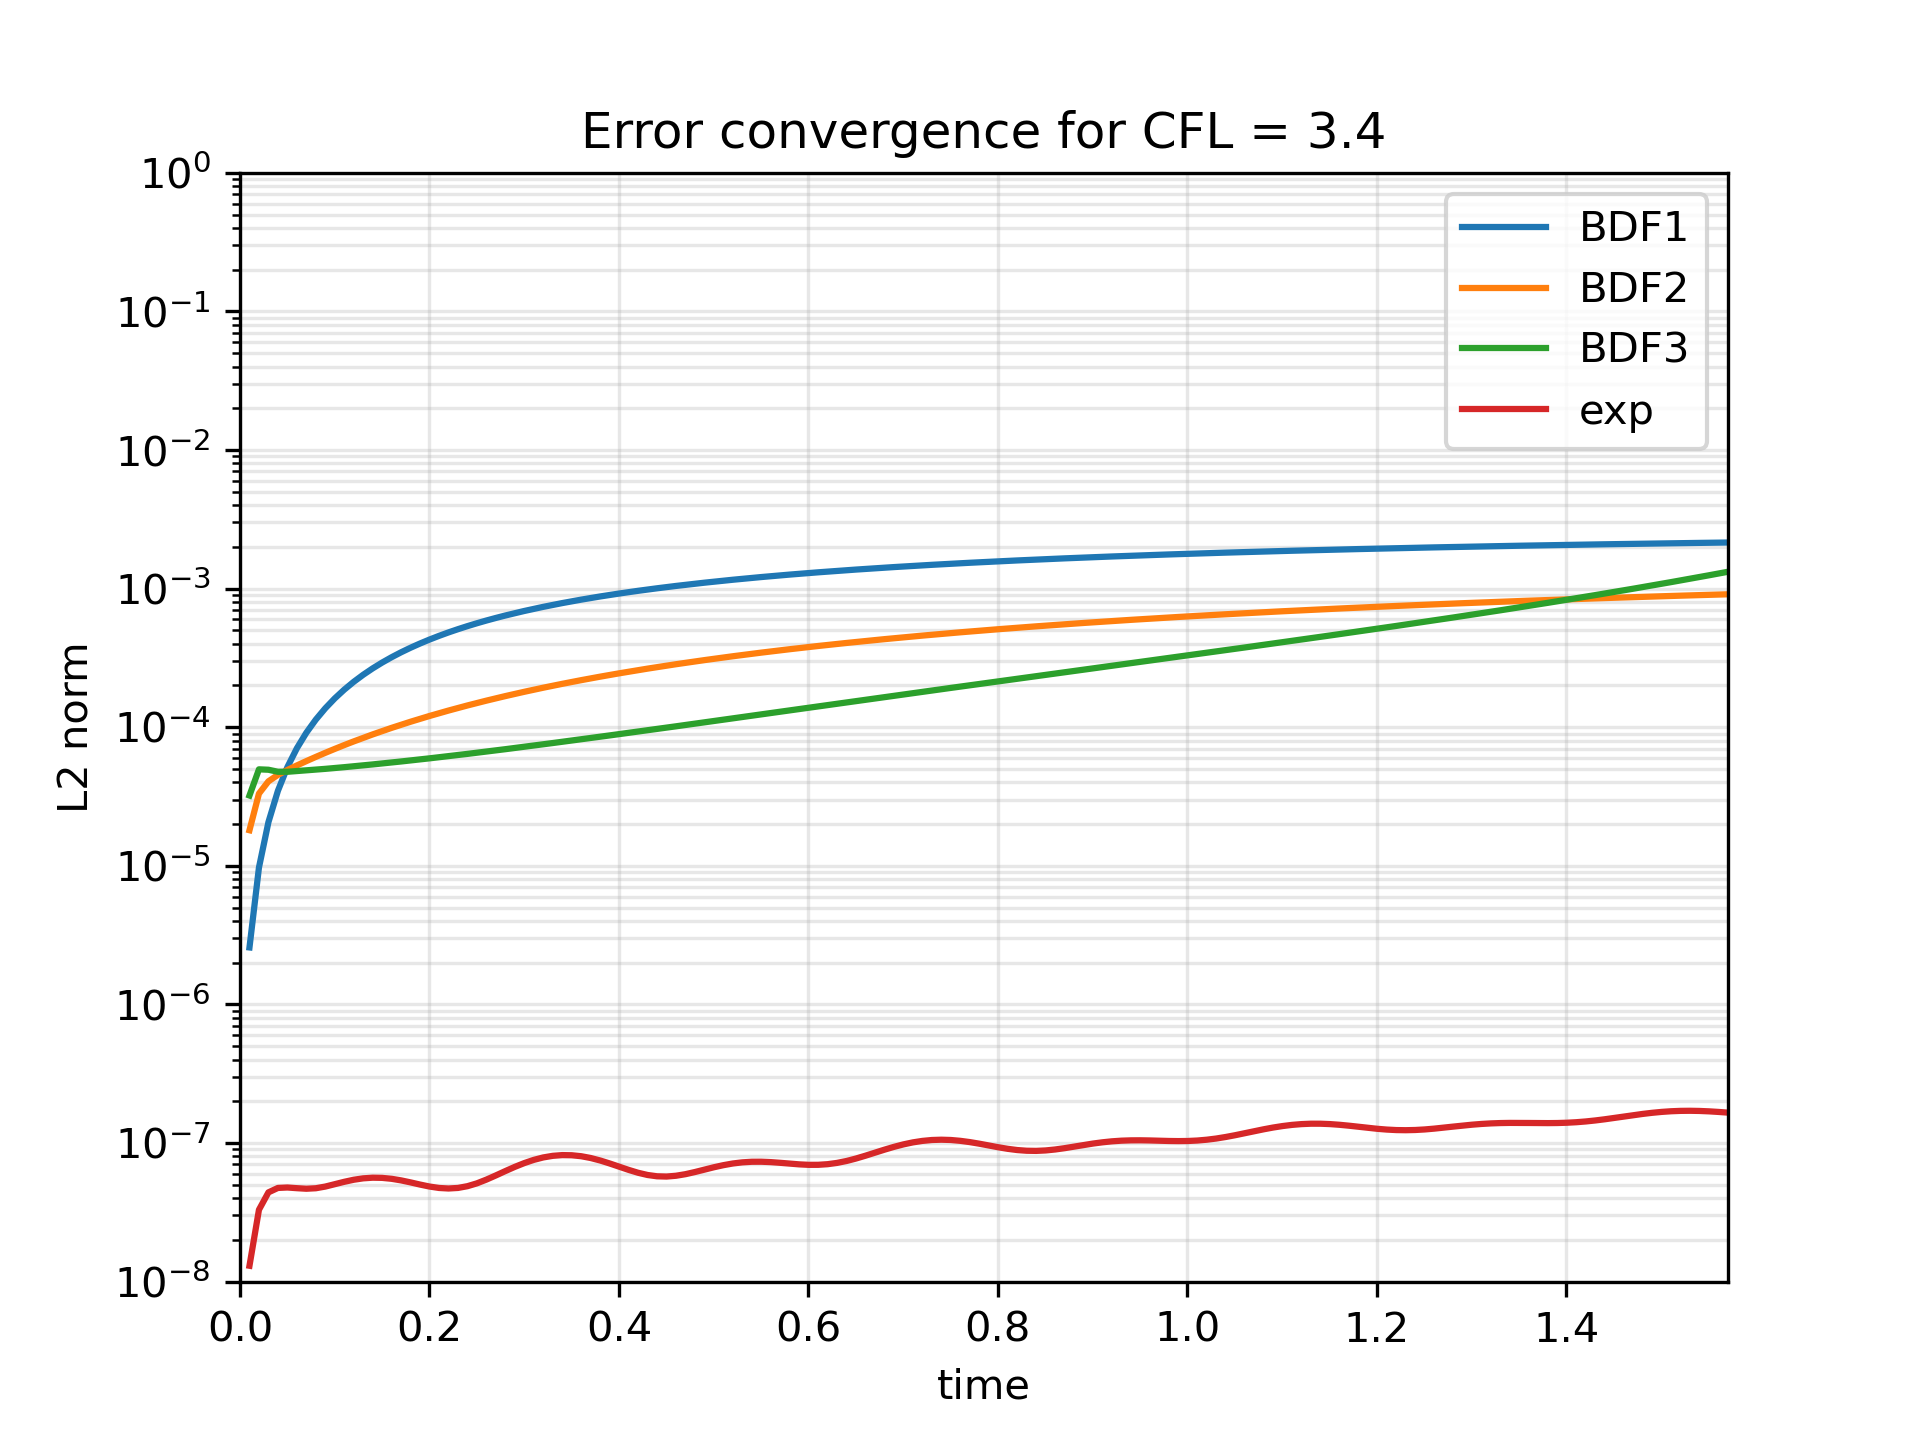 Error convergence for CFL = 3.4
10⁰
10⁻¹
10⁻²
10⁻³
10⁻⁴
10⁻⁵
10⁻⁶
10⁻⁷
10⁻⁸
L2 norm
BDF1
BDF2
BDF3
exp
0.0 0.2 0.4 0.6 0.8 1.0 1.2 1.4
time